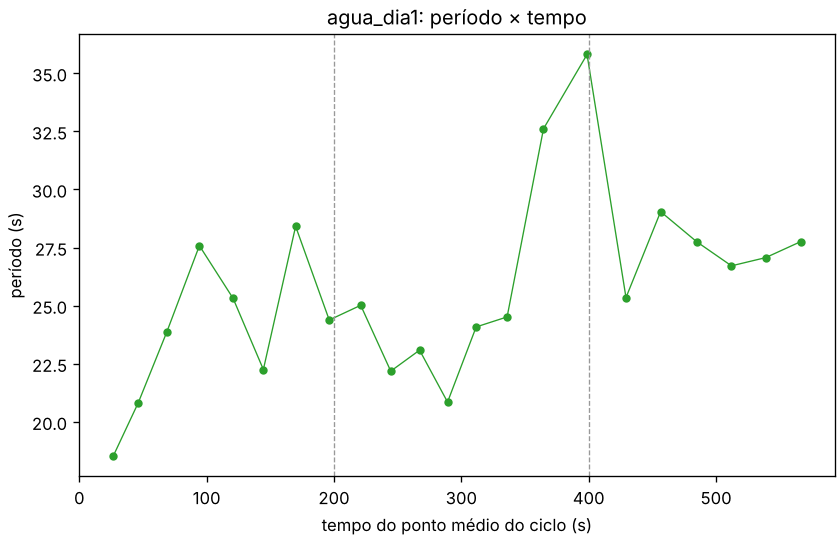 agua_dia1: período × tempo
35.0
32.5
30.0
27.5
25.0
22.5
20.0
período (s)
0 100 200 300 400 500
tempo do ponto médio do ciclo (s)